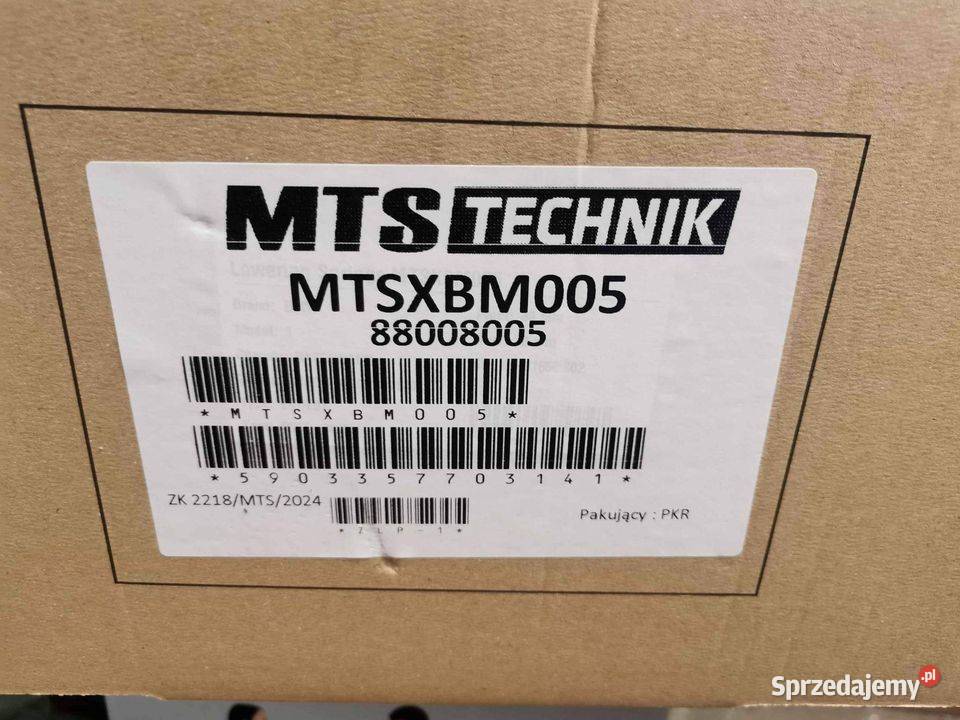 MTS TECHNIK
MTSXBM005
88008005
*MTSXBM005*
*5903357703141*
ZK 2218/MTS/2024
Pakujący : PKR
Sprzedajemy.pl